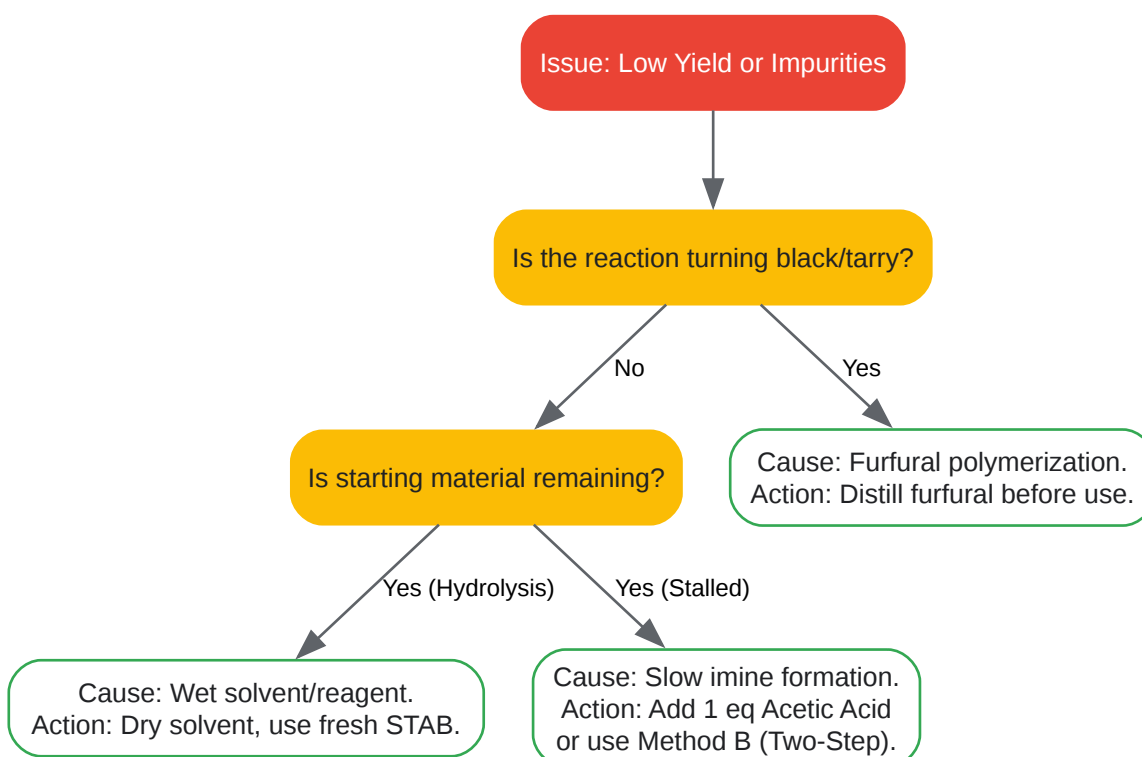 Issue: Low Yield or Impurities
Is the reaction turning black/tarry?
No
Yes
Is starting material remaining?
Cause: Furfural polymerization.
Action: Distill furfural before use.
Yes (Hydrolysis)
Yes (Stalled)
Cause: Wet solvent/reagent.
Action: Dry solvent, use fresh STAB.
Cause: Slow imine formation.
Action: Add 1 eq Acetic Acid
or use Method B (Two-Step).